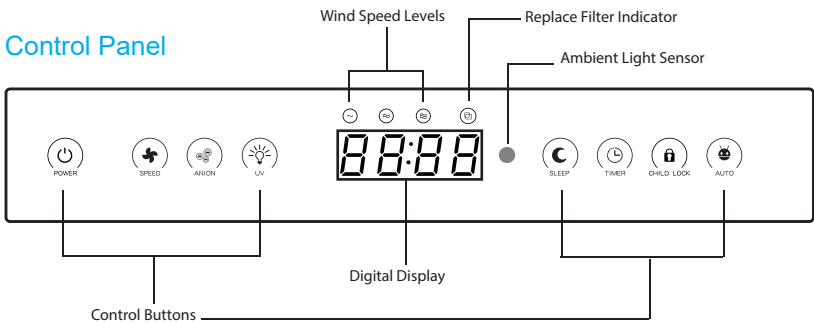 Wind Speed Levels
Replace Filter Indicator
Control Panel
Ambient Light Sensor
88:88
POWER
SPEED
ANION
UV
SLEEP
TIMER
CHILD LOCK
AUTO
Digital Display
Control Buttons